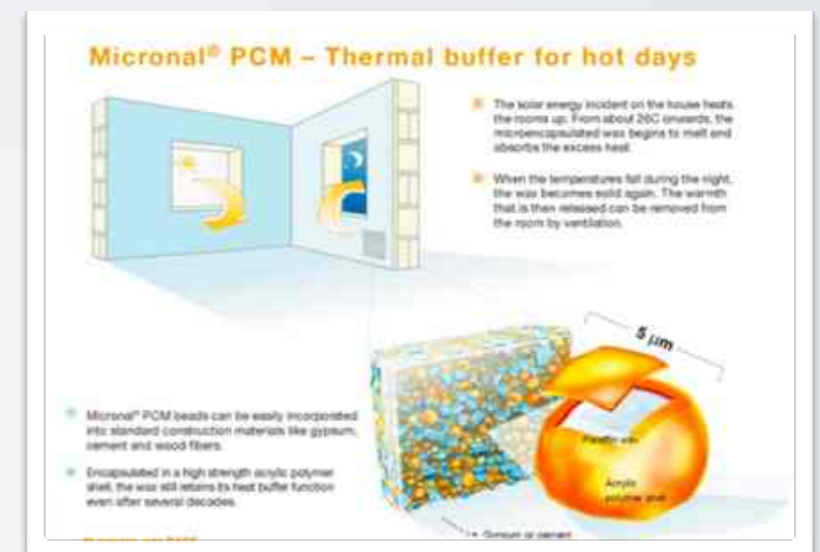 Micronal® PCM – Thermal buffer for hot days
The solar energy incident on the house heats
the rooms up. From about 26C onwards, the
microencapsulated wax begins to melt and
absorbs the excess heat.
When the temperatures fall during the night,
the wax becomes solid again. The warmth
that is then released can be removed from
the room by ventilation.
5 µm
Micronal® PCM beads can be easily incorporated
into standard construction materials like gypsum,
cement and wood fibers.
Encapsulated in a high strength acrylic polymer
shell, the wax still retains its heat buffer function
even after several decades.
Paraffin wax
Acrylic
polymer shell
Gypsum or cement